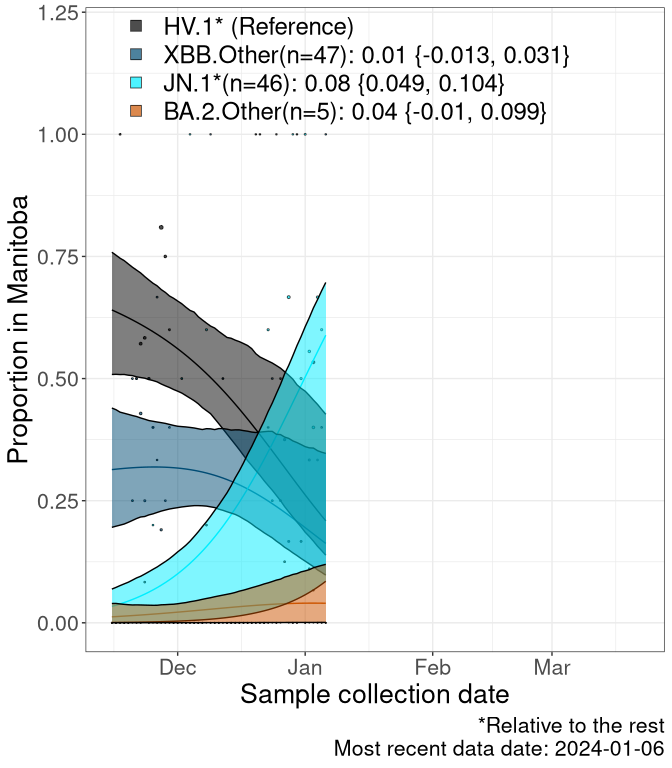 HV.1* (Reference)
XBB.Other(n=47): 0.01 {-0.013, 0.031}
JN.1*(n=46): 0.08 {0.049, 0.104}
BA.2.Other(n=5): 0.04 {-0.01, 0.099}
1.25
1.00
0.75
0.50
0.25
0.00
Proportion in Manitoba
Dec Jan Feb Mar
Sample collection date
*Relative to the rest
Most recent data date: 2024-01-06